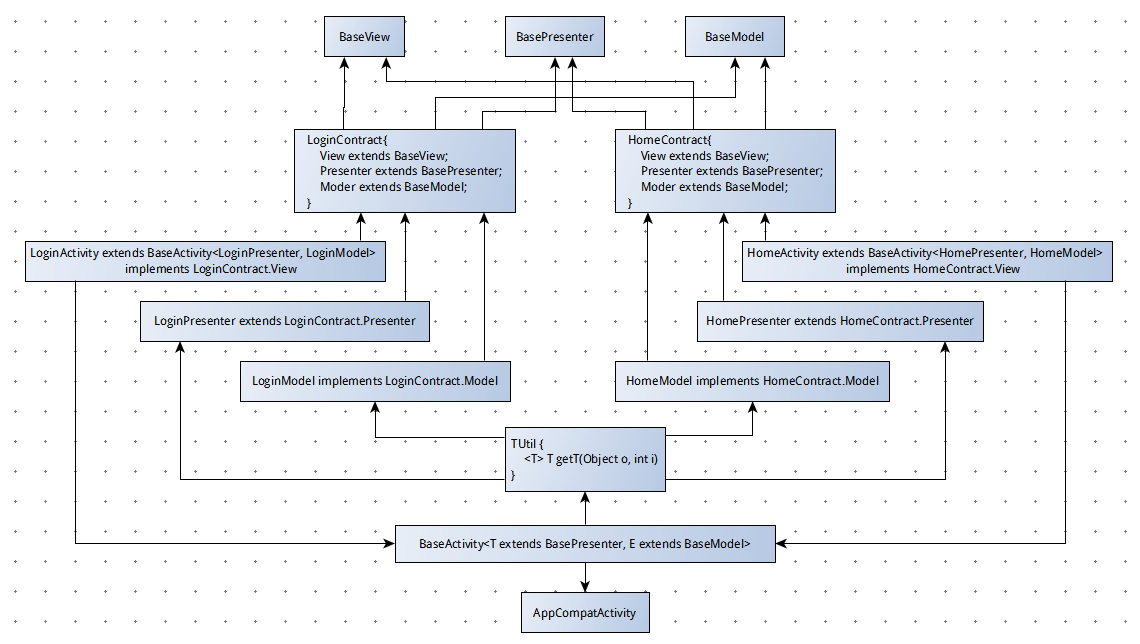 BaseView
BasePresenter
BaseModel
LoginContract{
View extends BaseView;
Presenter extends BasePresenter;
Moder extends BaseModel;
}
HomeContract{
View extends BaseView;
Presenter extends BasePresenter;
Moder extends BaseModel;
}
LoginActivity extends BaseActivity<LoginPresenter, LoginModel>
implements LoginContract.View
HomeActivity extends BaseActivity<HomePresenter, HomeModel>
implements HomeContract.View
LoginPresenter extends LoginContract.Presenter
HomePresenter extends HomeContract.Presenter
LoginModel implements LoginContract.Model
HomeModel implements HomeContract.Model
TUtil {
<T> T getT(Object o, int i)
}
BaseActivity<T extends BasePresenter, E extends BaseModel>
AppCompatActivity